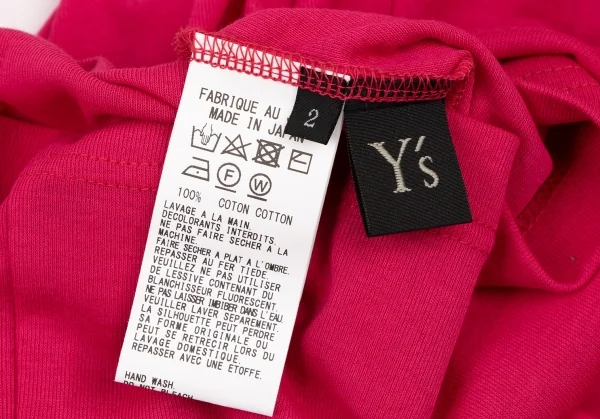 FABRIQUE AU
MADE IN JAPAN
2
Y's
P
W
100% COTON COTTON
LAVAGE A LA MAIN.
DECOLORANTS INTERDITS.
NE PAS FAIRE SECHER A LA
MACHINE.
FAIRE SECHER A PLAT A L'OMBRE.
REPASSER AU FER TIEDE.
VEUILLEZ NE PAS UTILISER
DE LESSIVE CONTENANT DU
BLANCHISSEUR FLUORESCENT.
NE PAS LAISSER IMBIBER DANS L'EAU.
VEUILLER LAVER SEPAREMENT.
LA SILHOUETTE PEUT PERDRE
SA FORME ORIGINALE OU
PEUT SE RETRECIR LORS DU
LAVAGE DOMESTIQUE.
REPASSER AVEC UNE ETOFFE.
HAND WASH.
DO NOT BLEACH